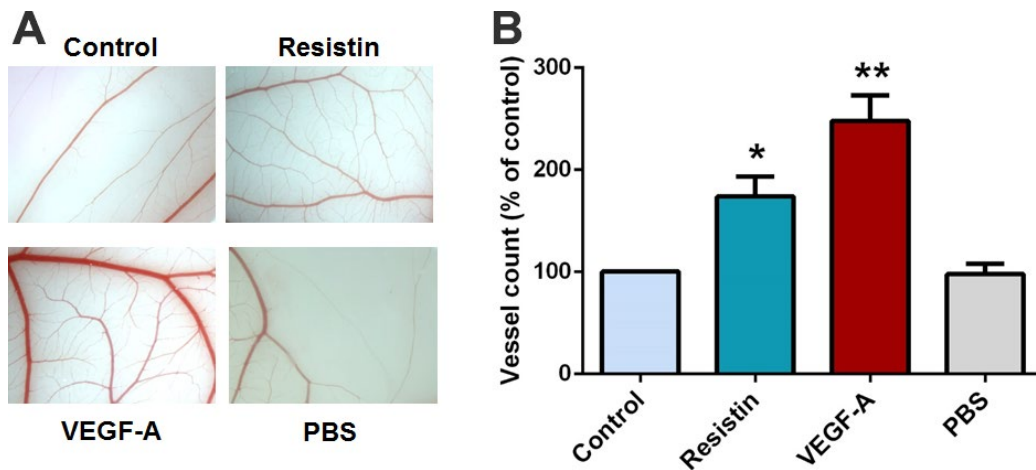 A
Control
Resistin
VEGF-A
PBS
B
Vessel count (% of control)
300
200
100
0
*
**
Control
Resistin
VEGF-A
PBS